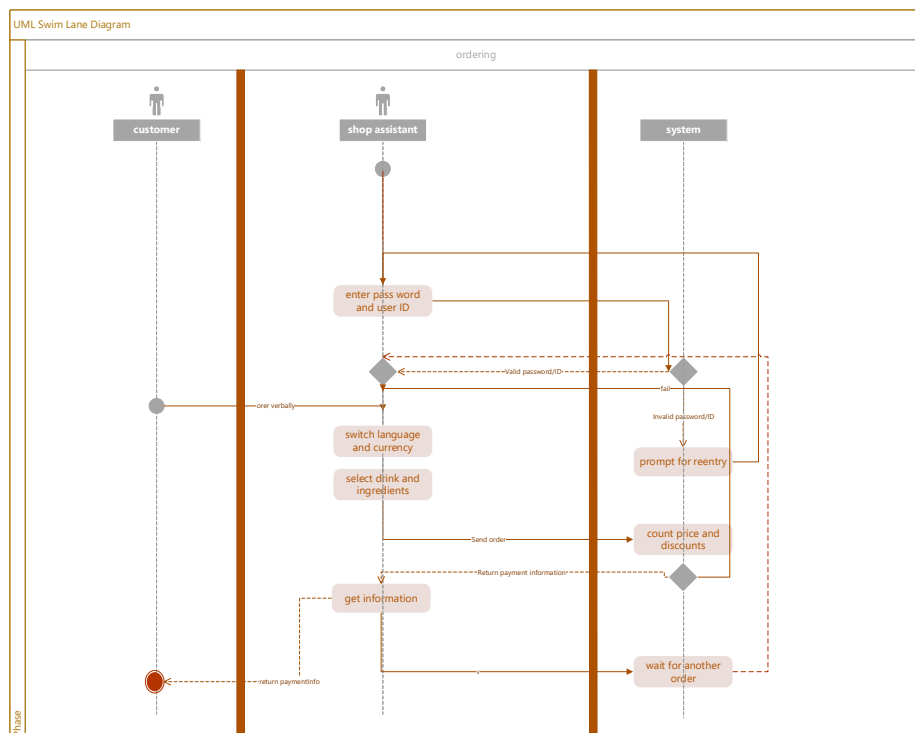 UML Swim Lane Diagram
ordering
customer
shop assistant
system
enter pass word
and user ID
Valid password/ID
fail
orer verbally
Invalid password/ID
switch language
and currency
prompt for reentry
select drink and
ingredients
Send order
count price and
discounts
Return payment information
get information
wait for another
order
return paymentInfo
Phase